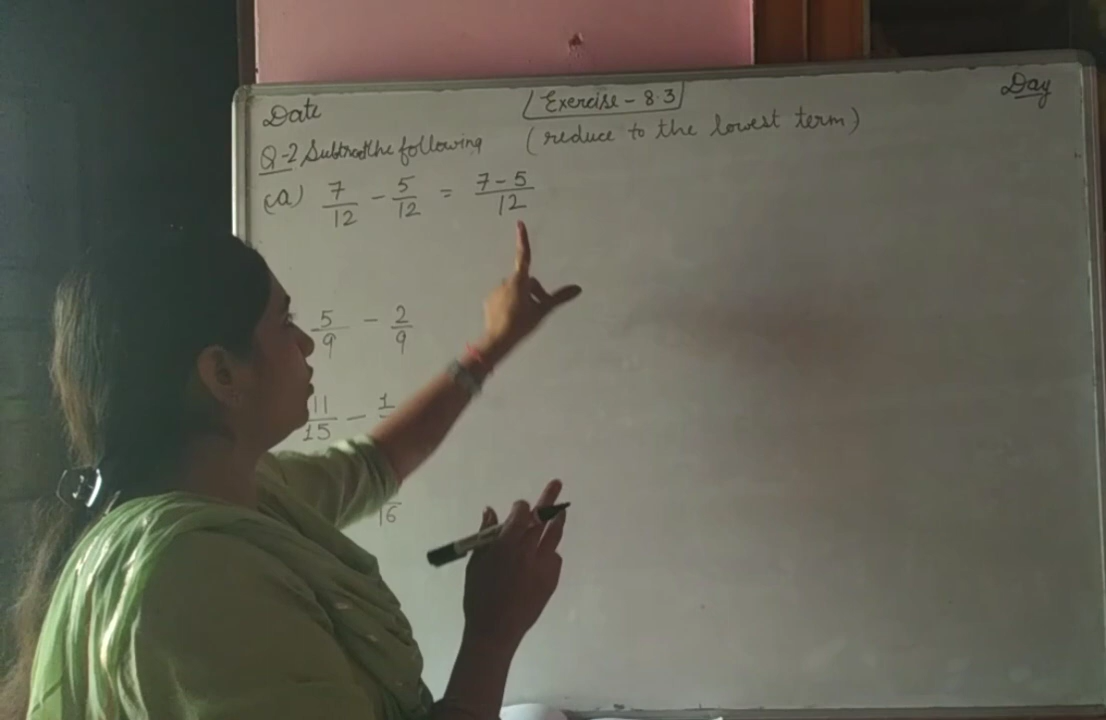 Date Exercise - 8.3 Day
Q-2 Subtract the following (reduce to the lowest term)
(a) 7/12 - 5/12 = 7-5/12
5/9 - 2/9
11/15 - 1
16